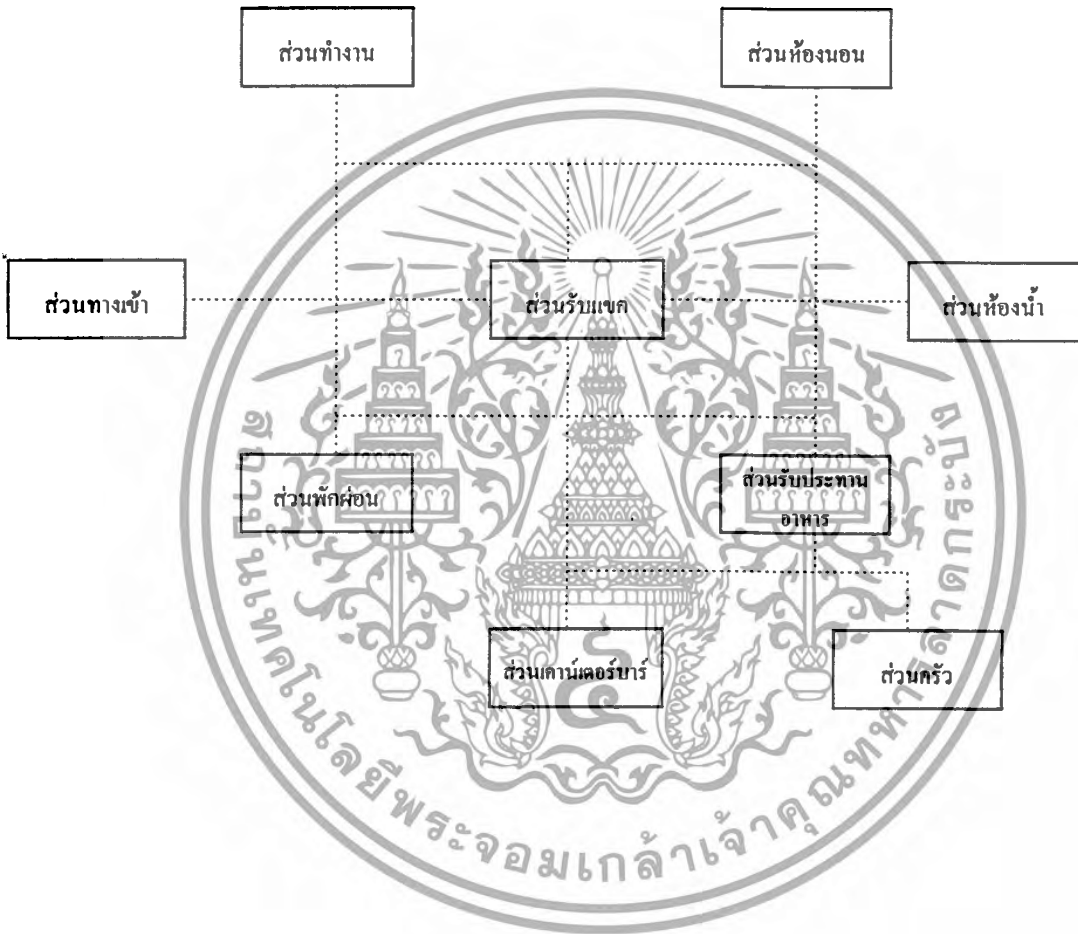 ส่วนทำงาน
ส่วนห้องนอน
ส่วนทางเข้า
ส่วนรับแขก
ส่วนห้องน้ำ
ส่วนพักผ่อน
ส่วนรับประทาน
อาหาร
ส่วนเคาน์เตอร์บาร์
ส่วนครัว
สถาบันเทคโนโลยีพระจอมเกล้าเจ้าคุณทหารลาดกระบัง
๕